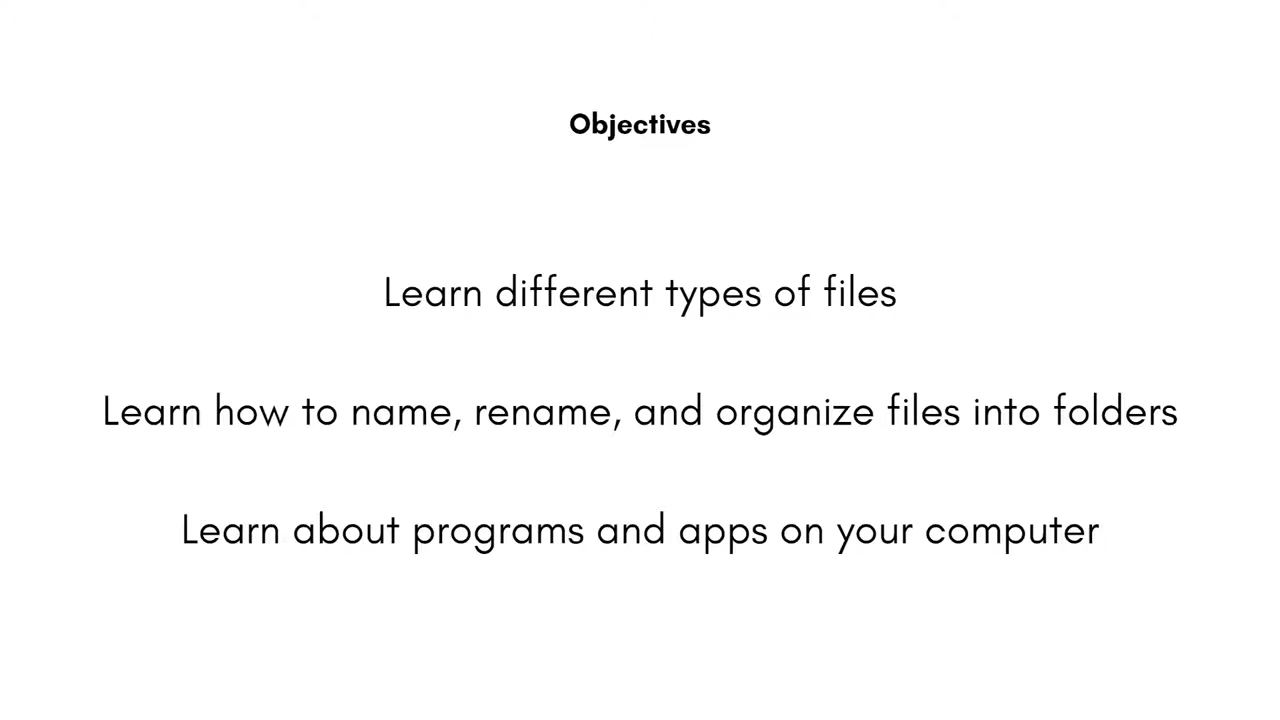 Objectives
Learn different types of files
Learn how to name, rename, and organize files into folders
Learn about programs and apps on your computer